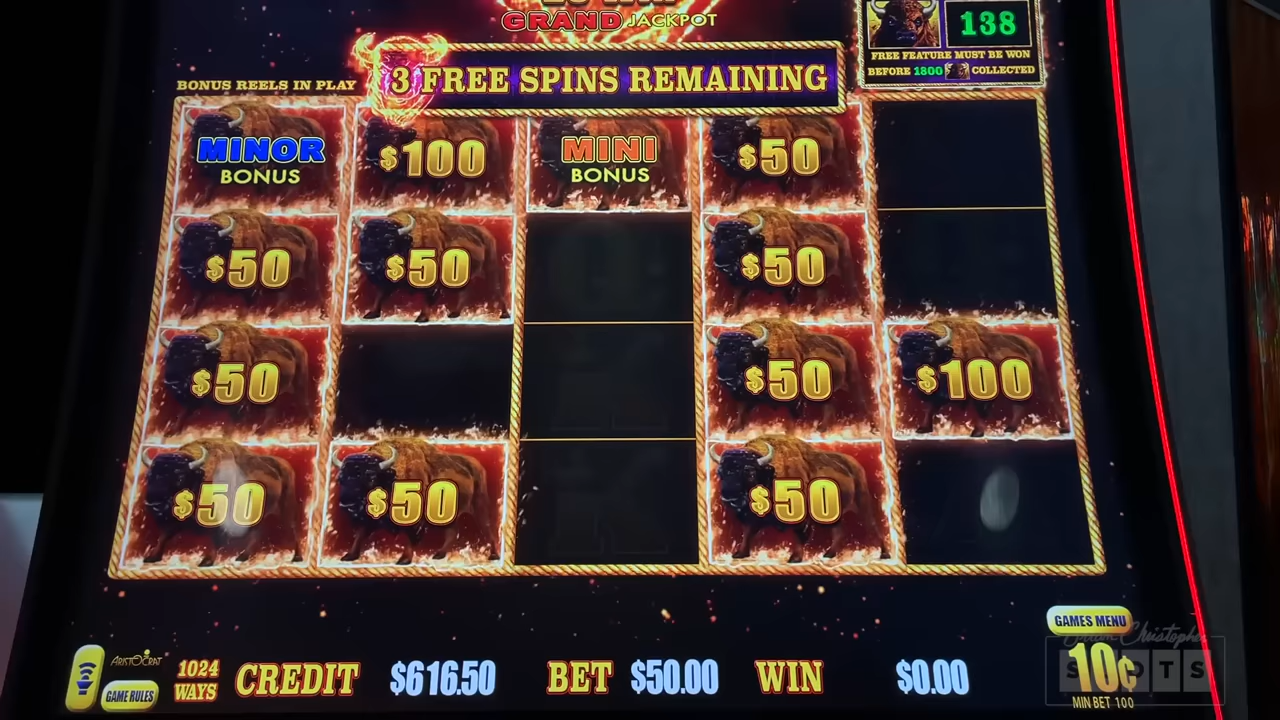 GRAND JACKPOT
138
FREE FEATURE MUST BE WON
BEFORE 1800 COLLECTED
BONUS REELS IN PLAY
3 FREE SPINS REMAINING
MINOR BONUS
$100
MINI BONUS
$50
$50
$50
$50
$50
$50
$100
$50
$50
$50
GAMES MENU
ARISTOCRAT
GAME RULES
1024 WAYS
CREDIT $616.50
BET $50.00
WIN $0.00
Christopher
SLOTS
10¢
MIN BET 100